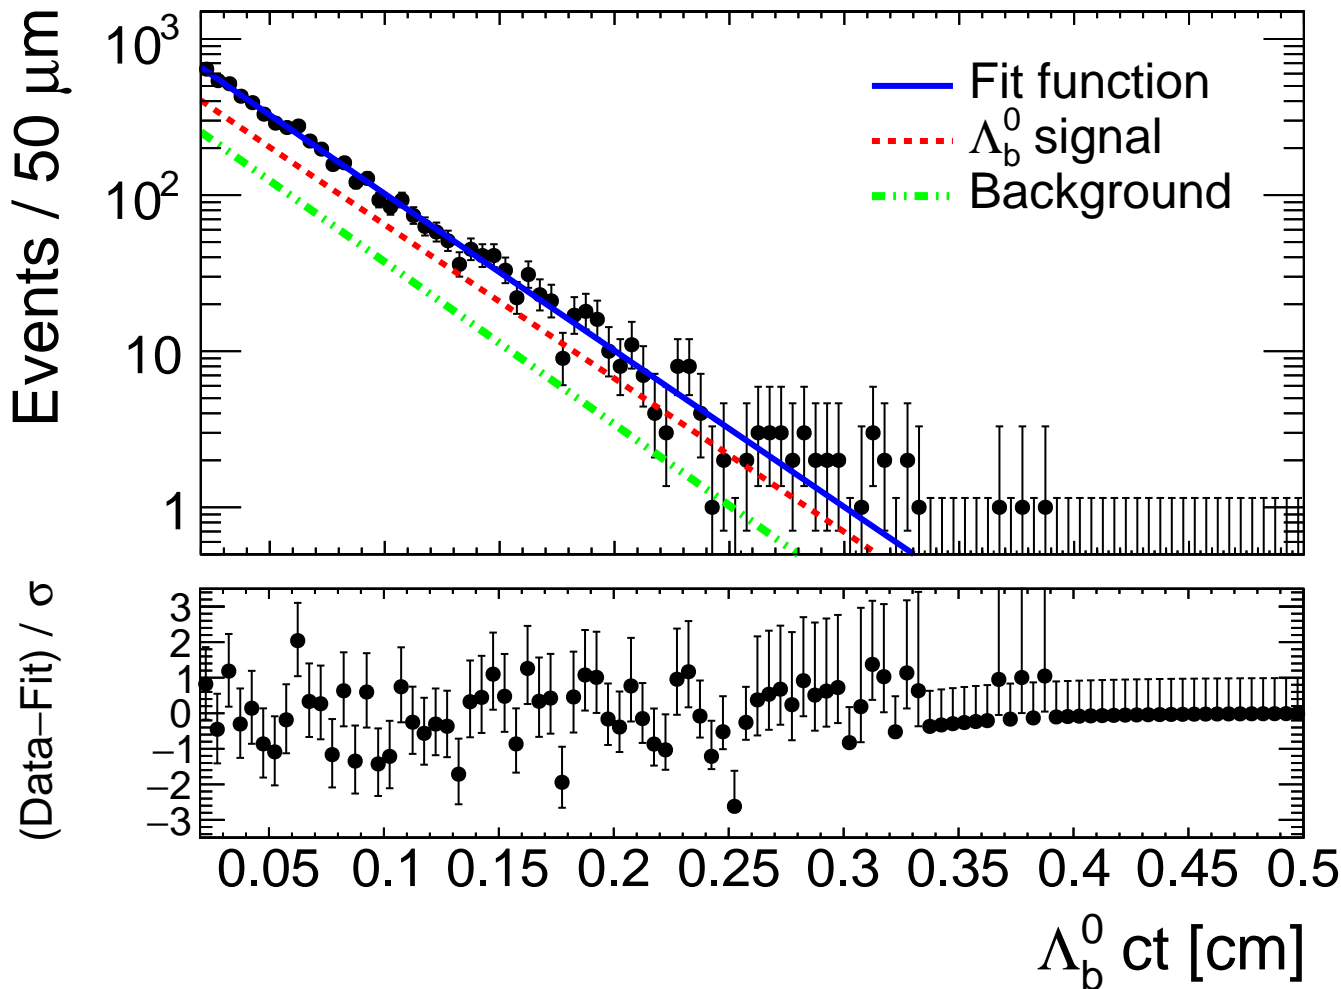 Events / 50 μm
10³
10²
10
1
Fit function
Λ_b^0 signal
Background
(Data–Fit) / σ
3
2
1
0
−1
−2
−3
0.05 0.1 0.15 0.2 0.25 0.3 0.35 0.4 0.45 0.5
Λ_b^0 ct [cm]